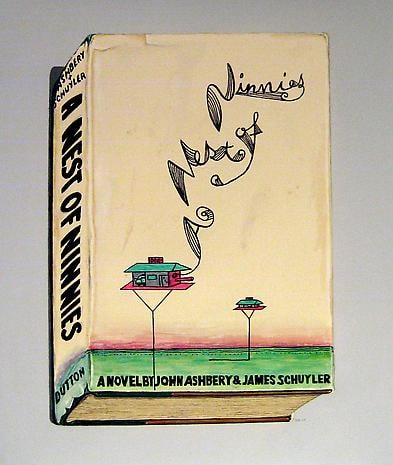 ASHBERY
SCHUYLER
A NEST OF NINNIES
DUTTON
A Nest of Ninnies
A NOVEL BY JOHN ASHBERY & JAMES SCHUYLER